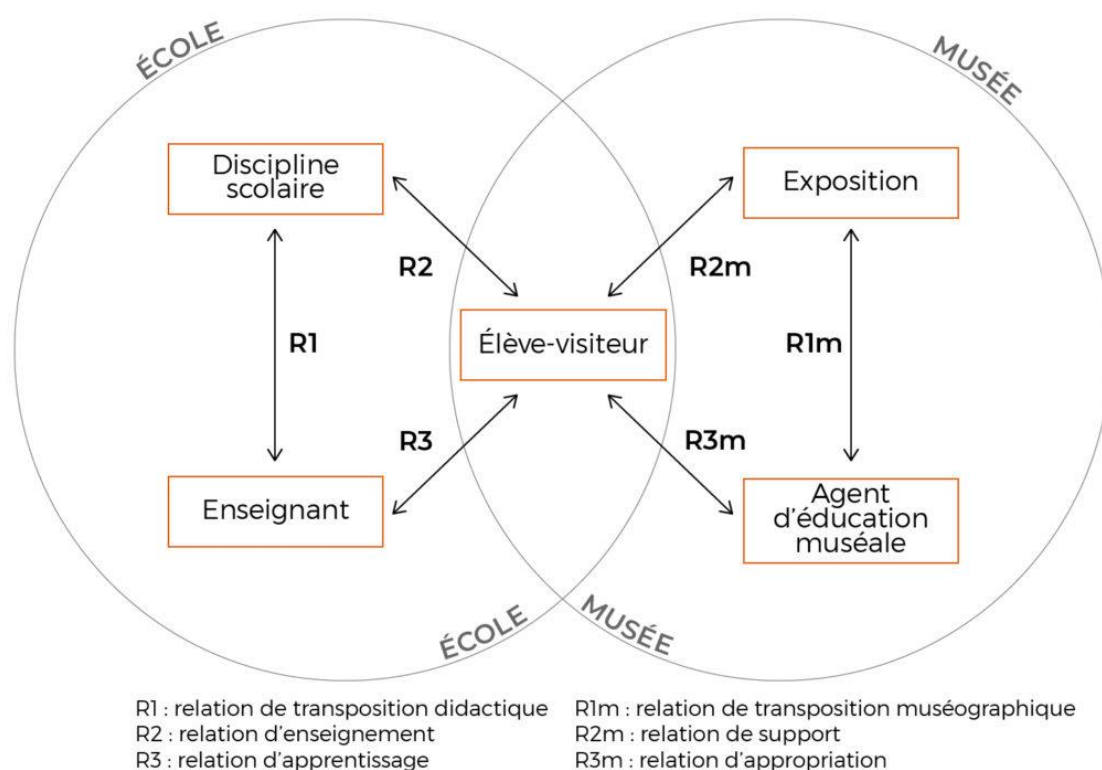 ÉCOLE
MUSÉE
Discipline
scolaire
Exposition
R2
R2m
R1
Élève-visiteur
R1m
R3
R3m
Enseignant
Agent
d'éducation
muséale
ÉCOLE
MUSÉE
R1 : relation de transposition didactique
R2 : relation d'enseignement
R3 : relation d'apprentissage
R1m : relation de transposition muséographique
R2m : relation de support
R3m : relation d'appropriation